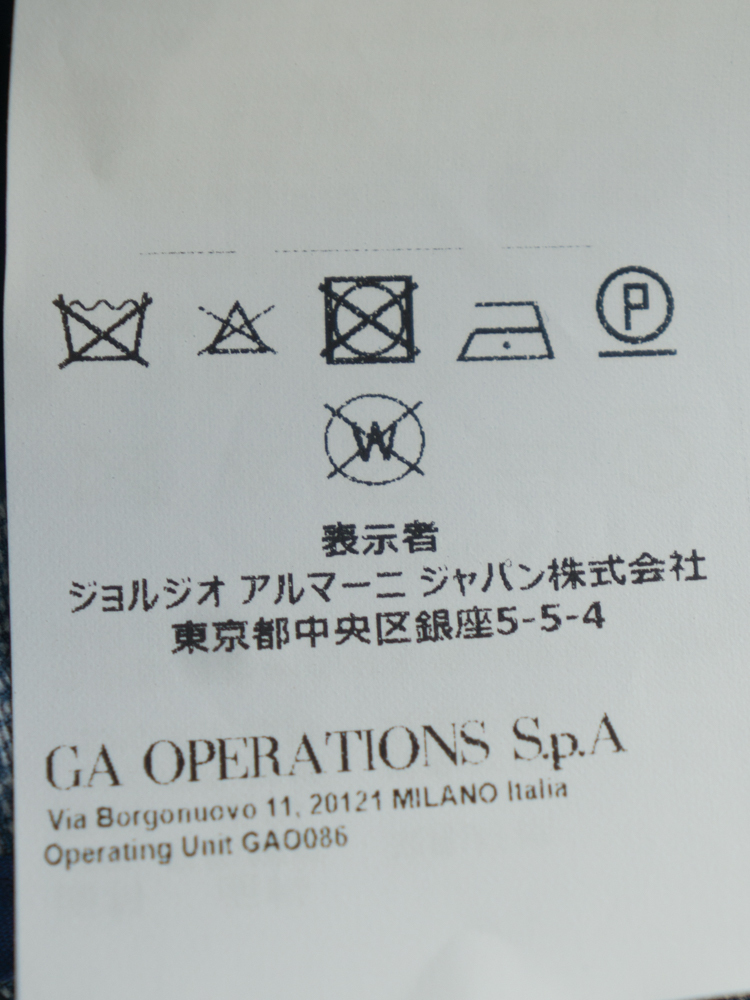 P
W
表示者
ジョルジオ アルマーニ ジャパン株式会社
東京都中央区銀座5-5-4
GA OPERATIONS S.p.A
Via Borgonuovo 11, 20121 MILANO Italia
Operating Unit GAO086